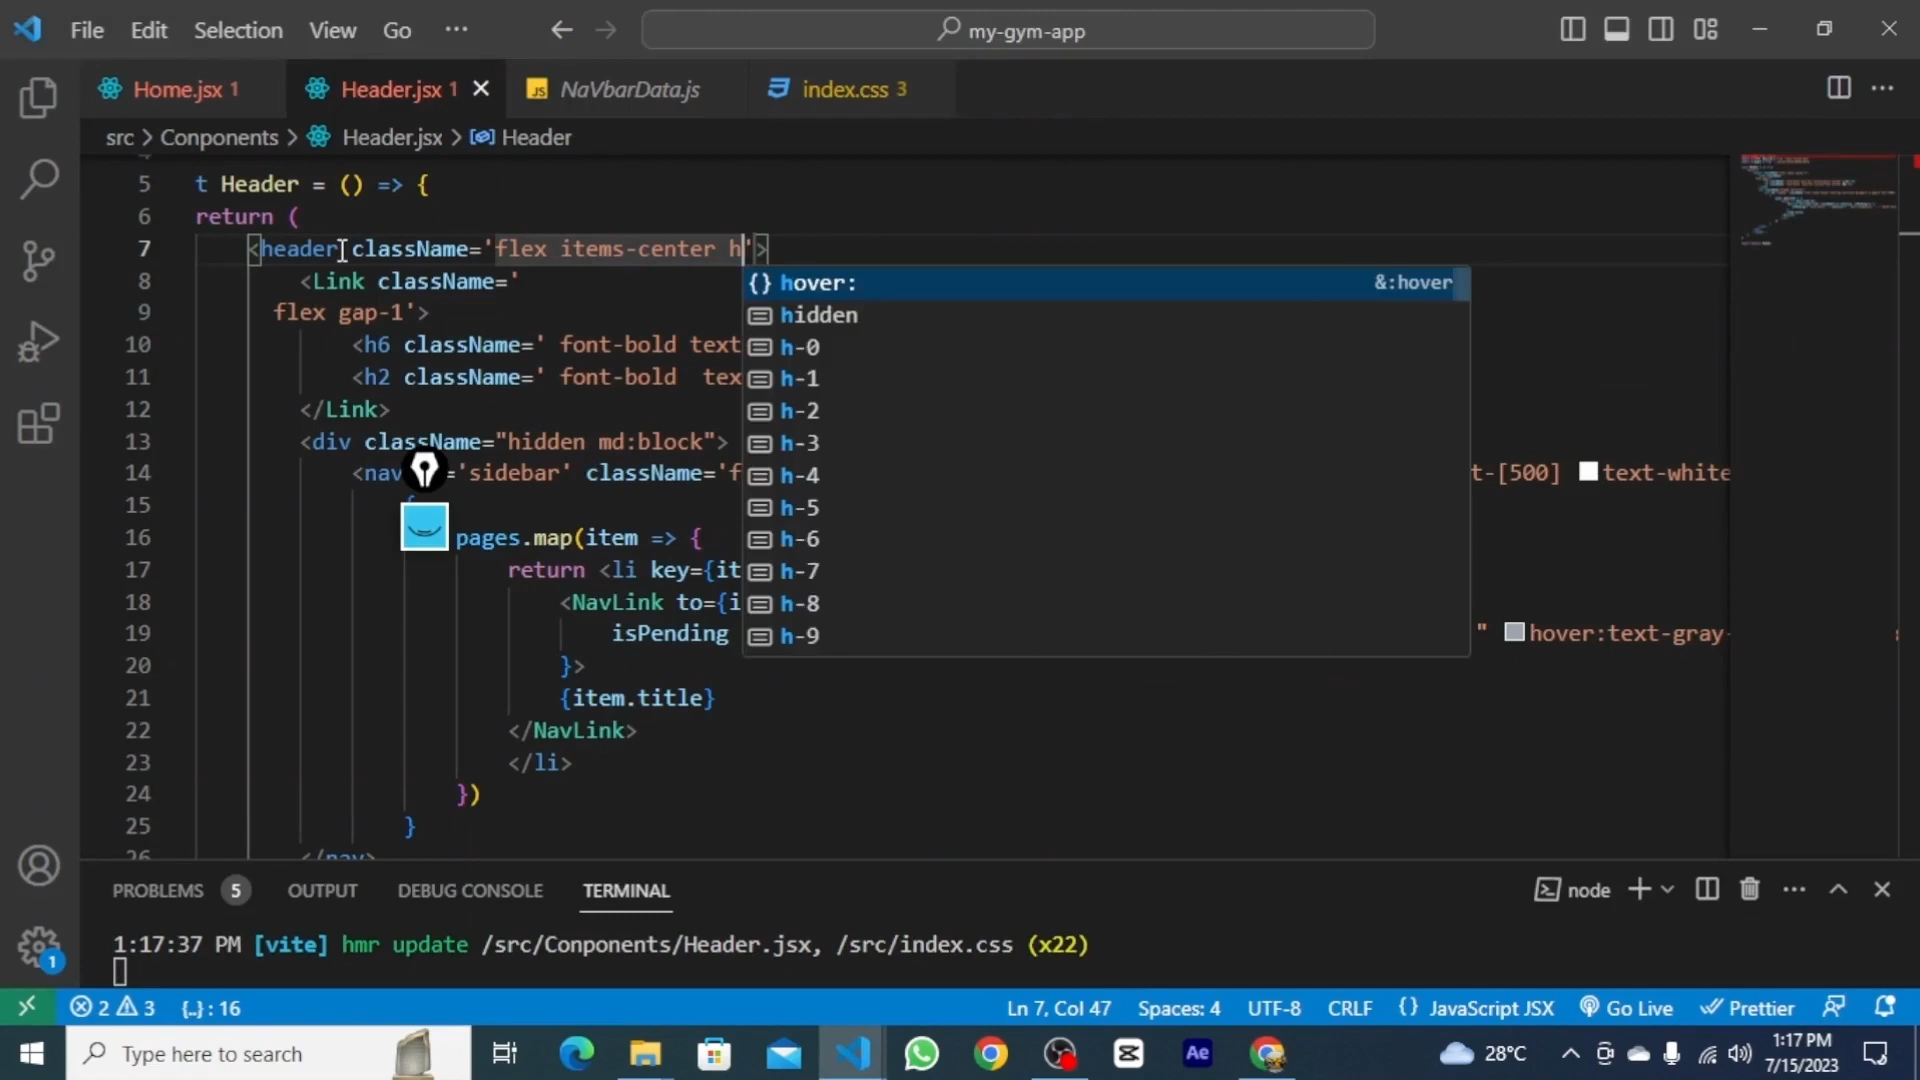 File Edit Selection View Go ··· my-gym-app
Home.jsx 1 Header.jsx 1 NaVbarData.js index.css 3
src > Conponents > Header.jsx > Header
5 t Header = () => {
6 return (
7 <header className='flex items-center h'>
8 <Link className='
9 flex gap-1'>
10 <h6 className=' font-bold text
11 <h2 className=' font-bold tex
12 </Link>
13 <div className="hidden md:block">
14 <nav ='sidebar' className='f t-[500] text-white
15 {
16 pages.map(item => {
17 return <li key={it
18 <NavLink to={i
19 isPending " hover:text-gray-
20 }>
21 {item.title}
22 </NavLink>
23 </li>
24 })
25 }
26 </nav>
{} hover: &:hover
hidden
h-0
h-1
h-2
h-3
h-4
h-5
h-6
h-7
h-8
h-9
PROBLEMS 5 OUTPUT DEBUG CONSOLE TERMINAL node
1:17:37 PM [vite] hmr update /src/Conponents/Header.jsx, /src/index.css (x22)
2 3 {..} : 16 Ln 7, Col 47 Spaces: 4 UTF-8 CRLF {} JavaScript JSX Go Live Prettier
1
Type here to search Ae 28°C 1:17 PM
7/15/2023